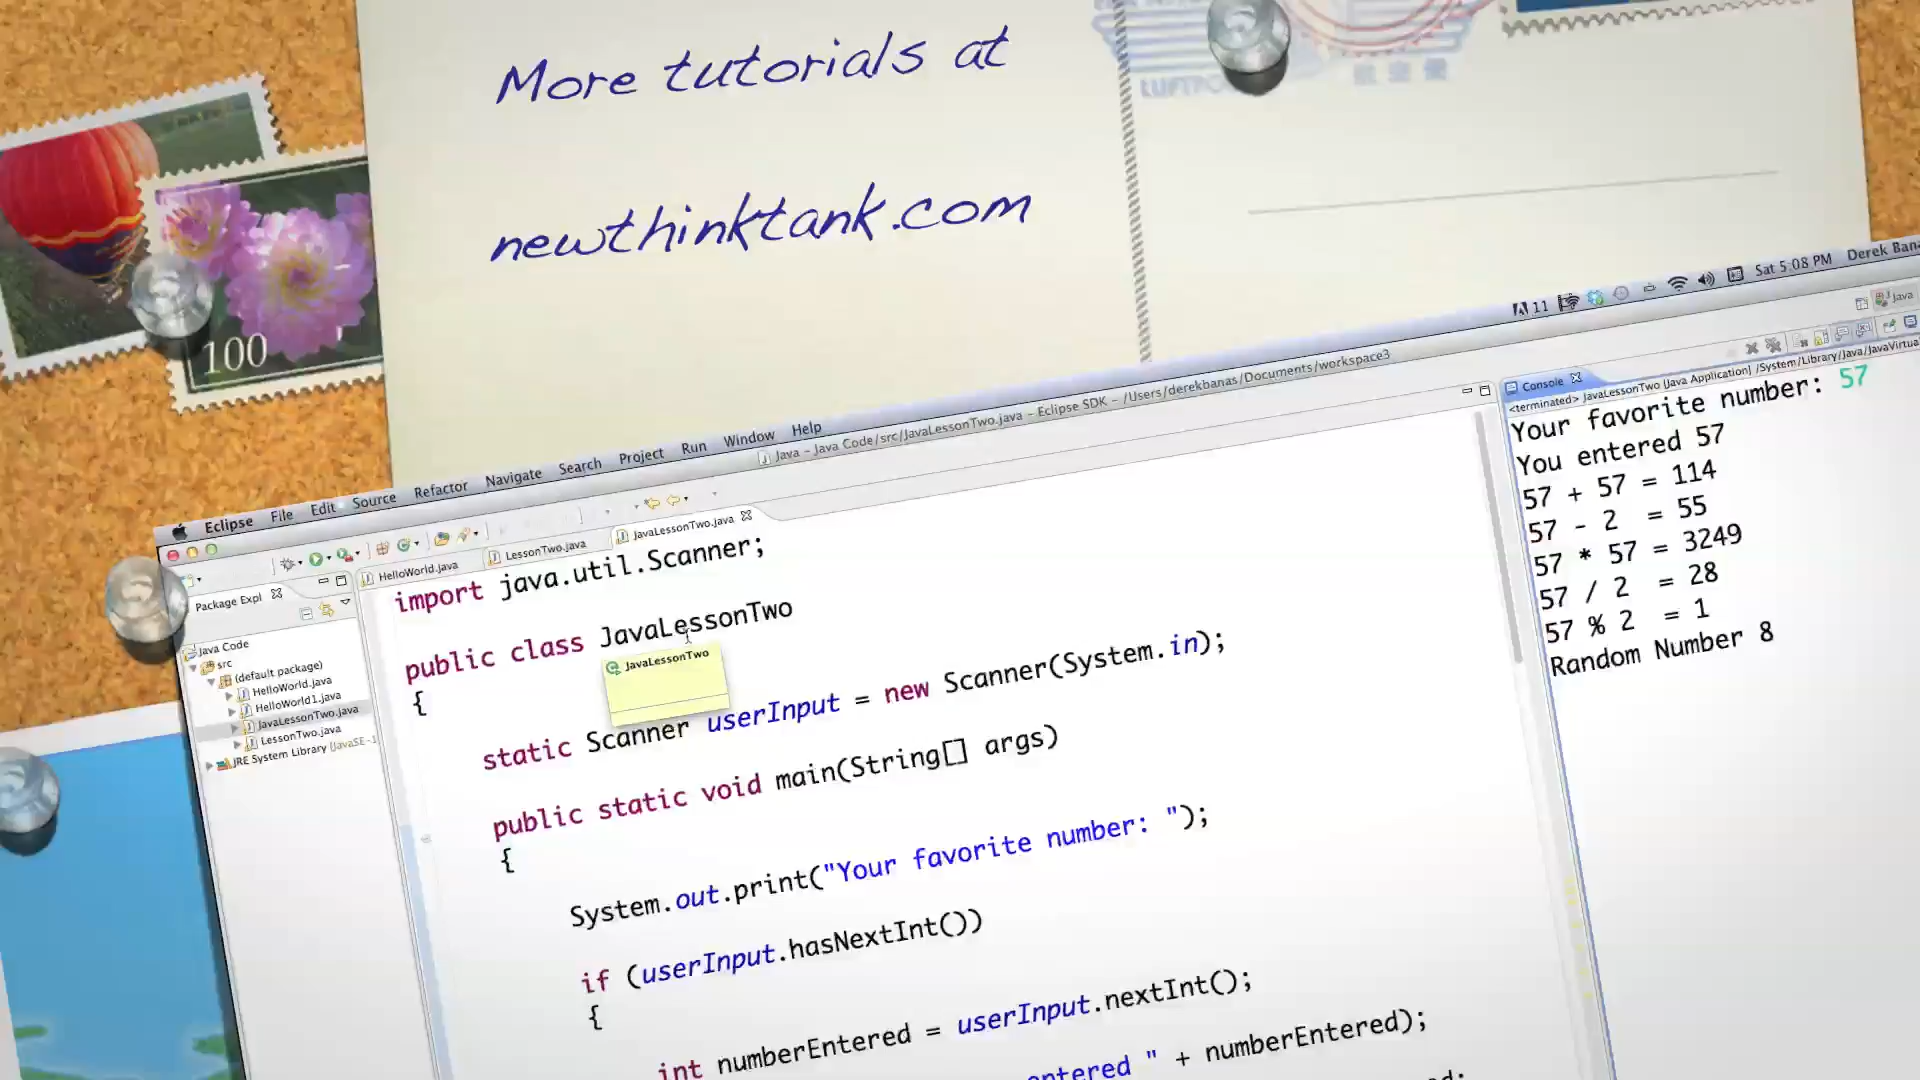 More tutorials at
newthinktank.com
100
Sat 5:08 PM Derek Ban
Eclipse File Edit Source Refactor Navigate Search Project Run Window Help
Java - Java Code/src/JavaLessonTwo.java - Eclipse SDK - /Users/derekbanas/Documents/workspace3
Java
HelloWorld.java
LessonTwo.java
JavaLessonTwo.java
Package Expl
Java Code
src
(default package)
HelloWorld.java
HelloWorld1.java
JavaLessonTwo.java
LessonTwo.java
JRE System Library [JavaSE-1
import java.util.Scanner;
public class JavaLessonTwo
JavaLessonTwo
{
static Scanner userInput = new Scanner(System.in);
public static void main(String[] args)
{
System.out.print("Your favorite number: ");
if (userInput.hasNextInt())
{
int numberEntered = userInput.nextInt();
entered " + numberEntered);
Console
<terminated> JavaLessonTwo [Java Application] /System/Library/Java/JavaVirtua
Your favorite number: 57
You entered 57
57 + 57 = 114
57 - 2 = 55
57 * 57 = 3249
57 / 2 = 28
57 % 2 = 1
Random Number 8